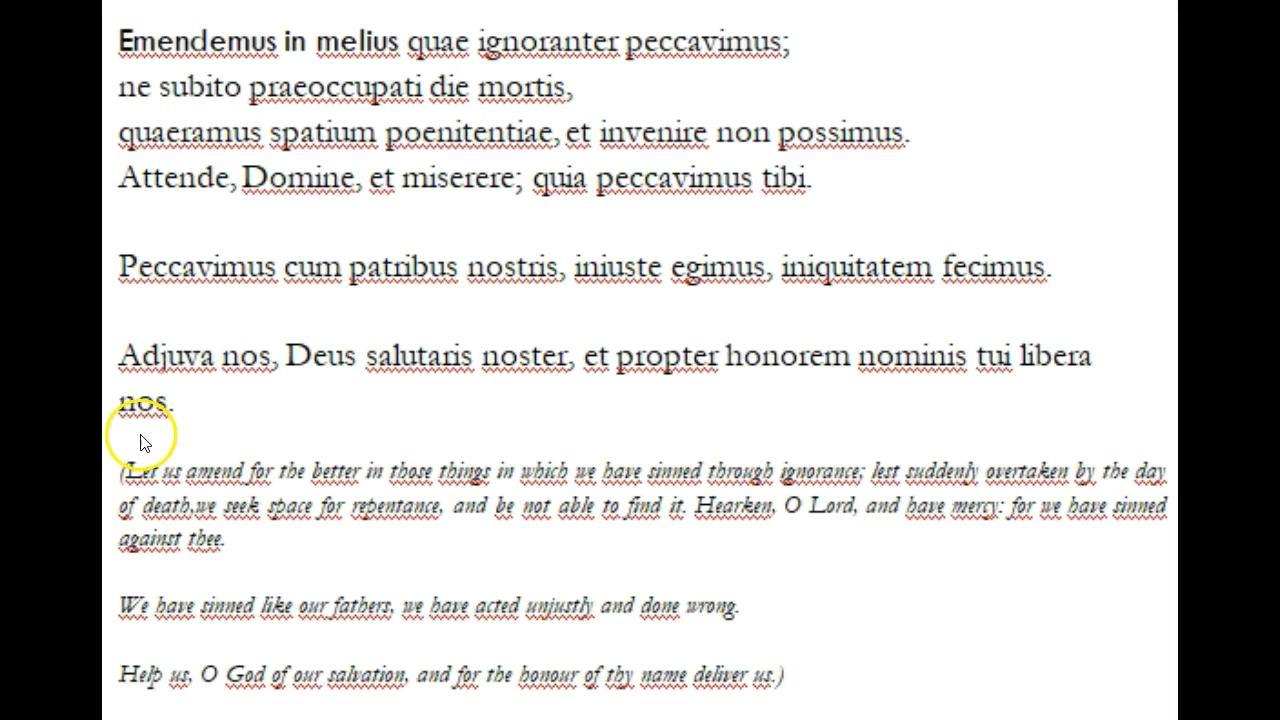 Emendemus in melius quae ignoranter peccavimus;
ne subito praeoccupati die mortis,
quaeramus spatium poenitentiae, et invenire non possimus.
Attende, Domine, et miserere; quia peccavimus tibi.
Peccavimus cum patribus nostris, iniuste egimus, iniquitatem fecimus.
Adjuva nos, Deus salutaris noster, et propter honorem nominis tui libera
nos.
(Let us amend for the better in those things in which we have sinned through ignorance; lest suddenly overtaken by the day
of death,we seek space for repentance, and be not able to find it. Hearken, O Lord, and have mercy: for we have sinned
against thee.
We have sinned like our fathers, we have acted unjustly and done wrong.
Help us, O God of our salvation, and for the honour of thy name deliver us.)